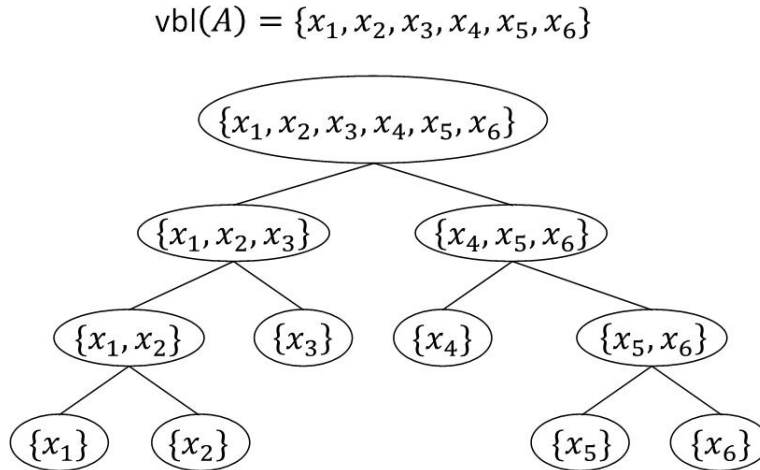 vbl(A) = {x₁, x₂, x₃, x₄, x₅, x₆}
{x₁, x₂, x₃, x₄, x₅, x₆}
{x₁, x₂, x₃} {x₄, x₅, x₆}
{x₁, x₂} {x₃} {x₄} {x₅, x₆}
{x₁} {x₂} {x₅} {x₆}